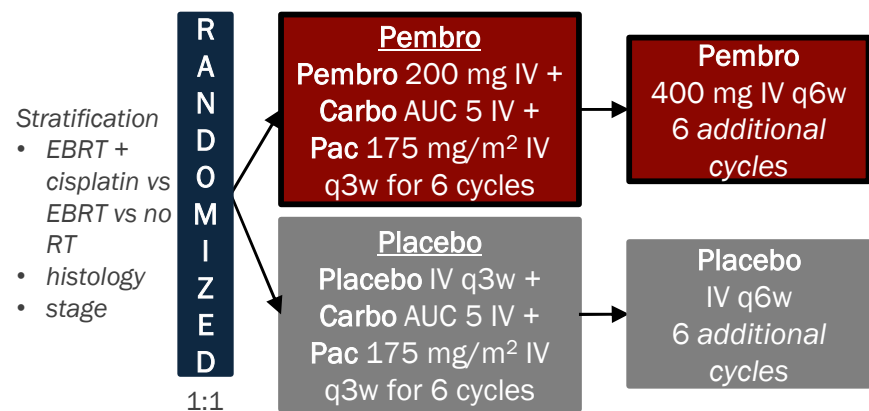 Stratification
• EBRT +
cisplatin vs
EBRT vs no
RT
• histology
• stage
R
A
N
D
O
M
I
Z
E
D
1:1
Pembro
Pembro 200 mg IV +
Carbo AUC 5 IV +
Pac 175 mg/m² IV
q3w for 6 cycles
Pembro
400 mg IV q6w
6 additional
cycles
Placebo
Placebo IV q3w +
Carbo AUC 5 IV +
Pac 175 mg/m² IV
q3w for 6 cycles
Placebo
IV q6w
6 additional
cycles